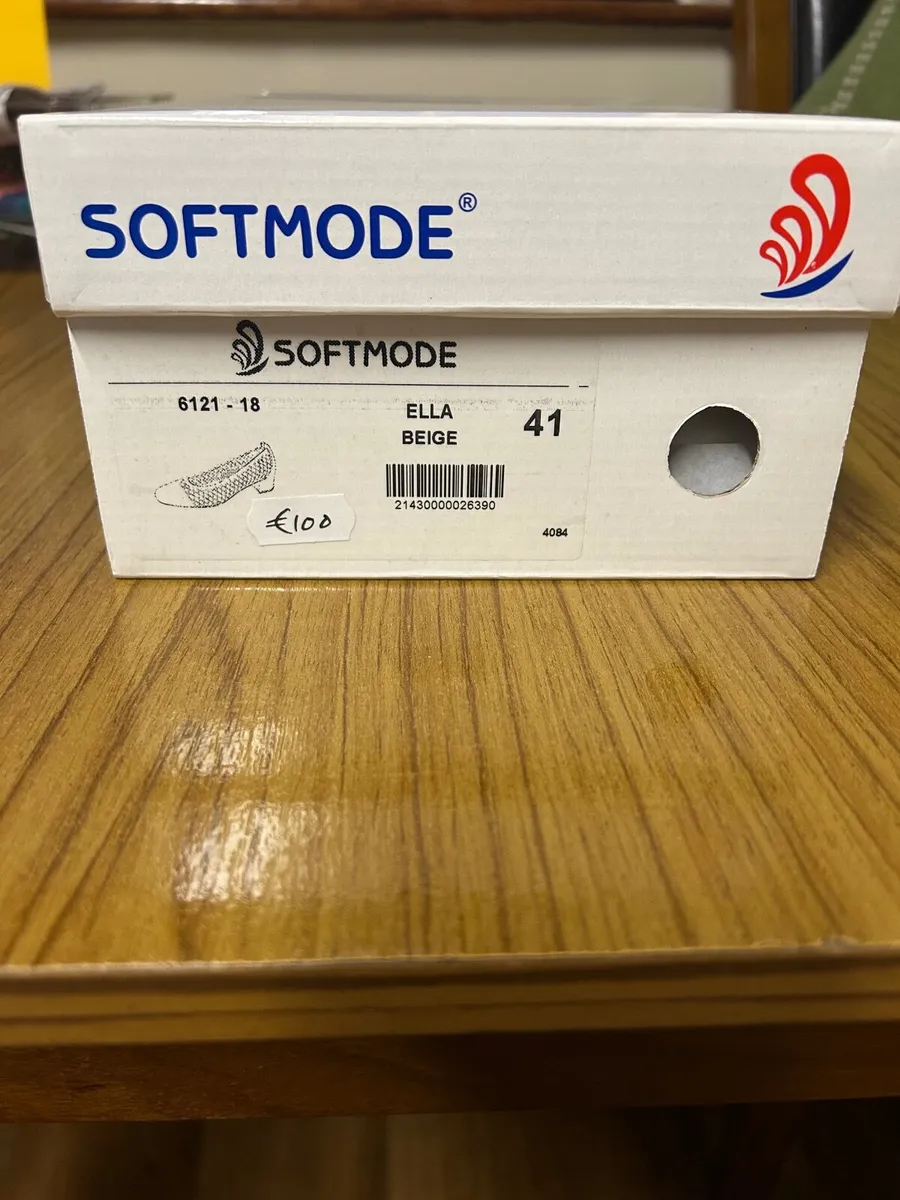 SOFTMODE®
SOFTMODE
6121 - 18
ELLA
BEIGE
41
21430000026390
€100
4084